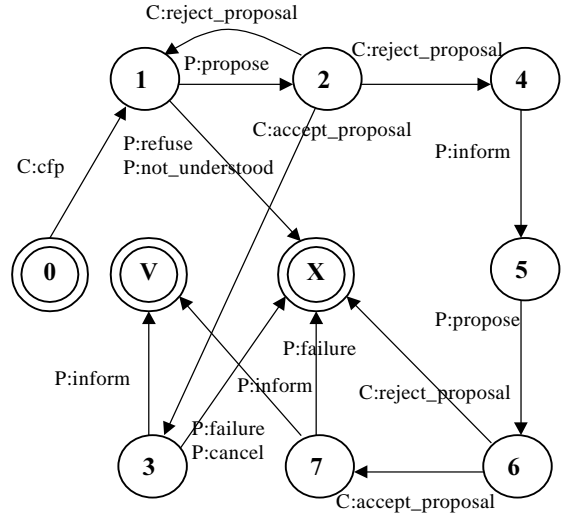 C:reject_proposal
1
P:propose
2
C:reject_proposal
4
C:accept_proposal
P:refuse
P:not_understood
C:cfp
P:inform
0
V
X
5
P:propose
P:failure
P:inform
P:inform
C:reject_proposal
P:failure
P:cancel
3
7
6
C:accept_proposal